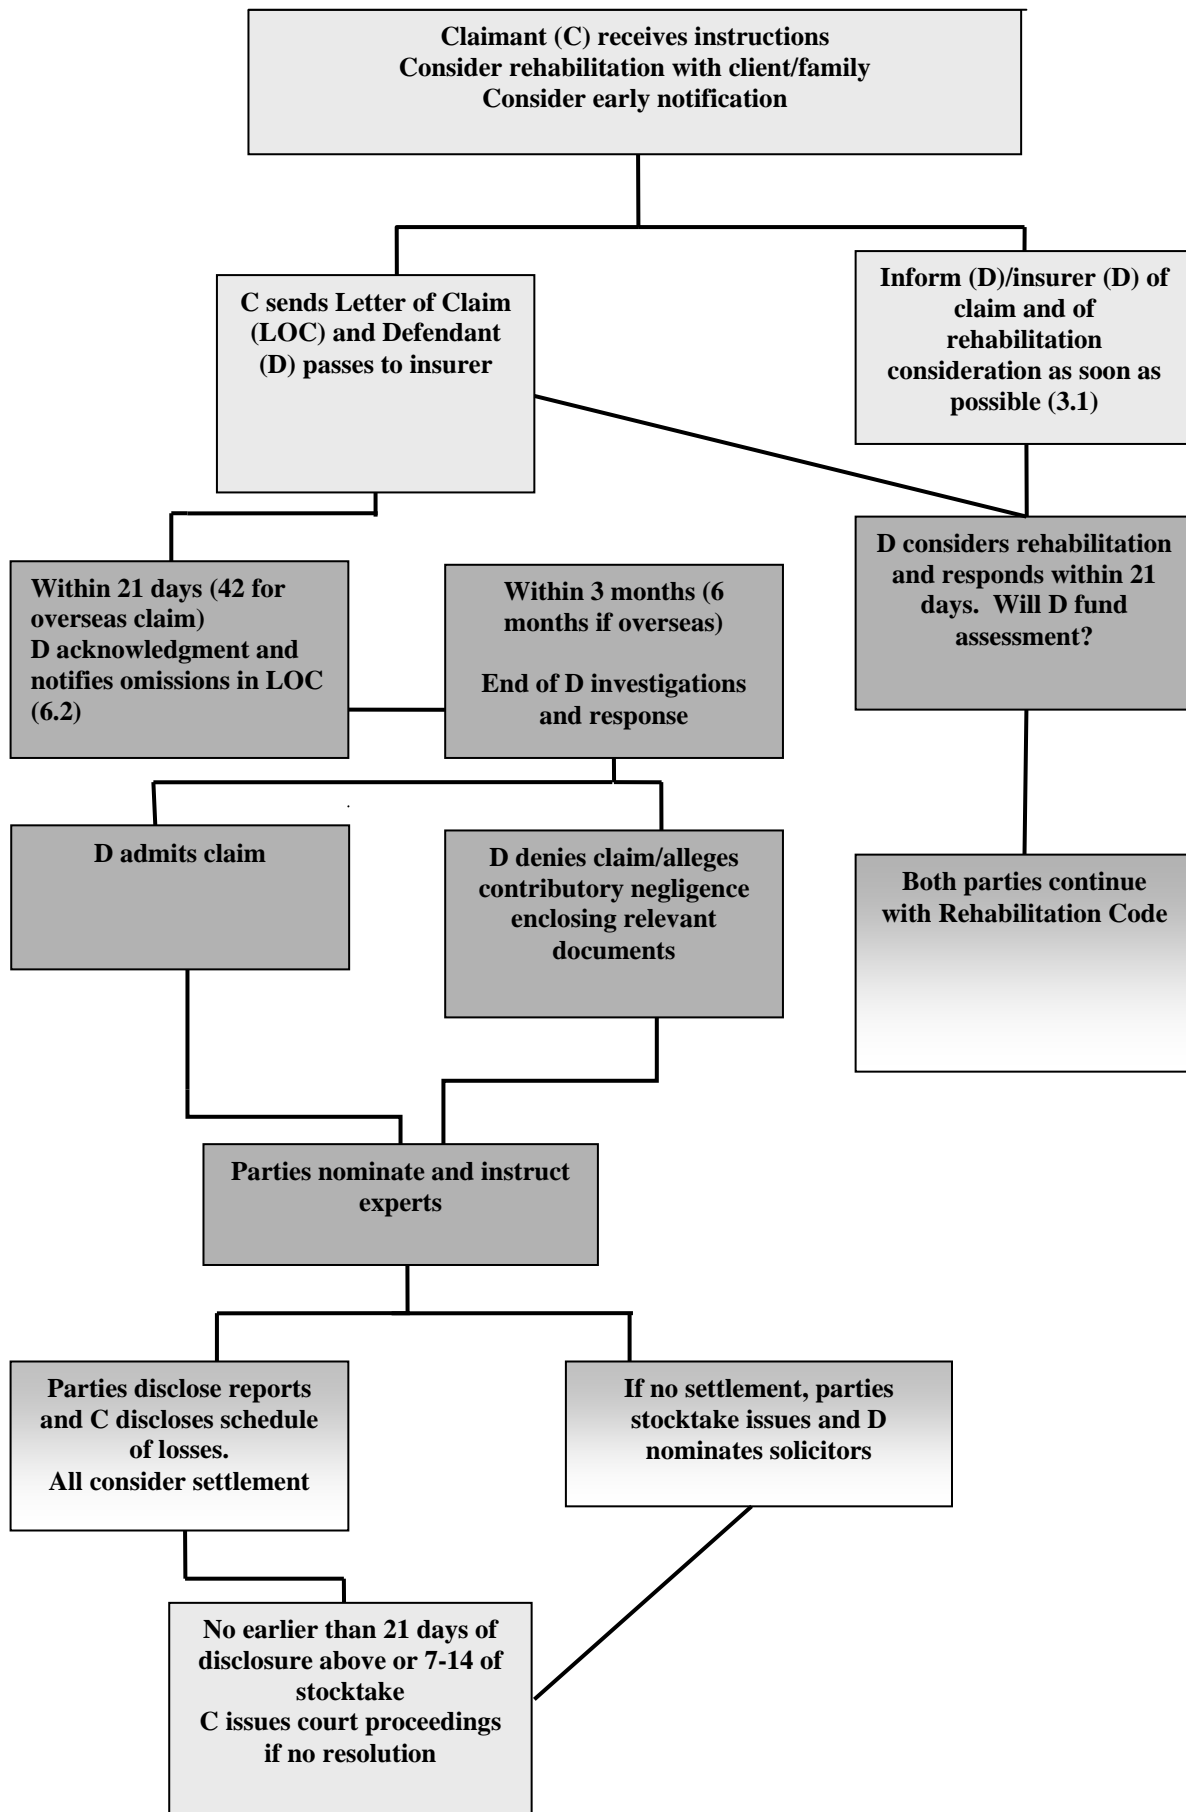 Claimant (C) receives instructions
Consider rehabilitation with client/family
Consider early notification
C sends Letter of Claim
(LOC) and Defendant
(D) passes to insurer
Inform (D)/insurer (D) of
claim and of
rehabilitation
consideration as soon as
possible (3.1)
Within 21 days (42 for
overseas claim)
D acknowledgment and
notifies omissions in LOC
(6.2)
Within 3 months (6
months if overseas)
End of D investigations
and response
D considers rehabilitation
and responds within 21
days.  Will D fund
assessment?
D admits claim
D denies claim/alleges
contributory negligence
enclosing relevant
documents
Both parties continue
with Rehabilitation Code
Parties nominate and instruct
experts
Parties disclose reports
and C discloses schedule
of losses.
All consider settlement
If no settlement, parties
stocktake issues and D
nominates solicitors
No earlier than 21 days of
disclosure above or 7-14 of
stocktake
C issues court proceedings
if no resolution